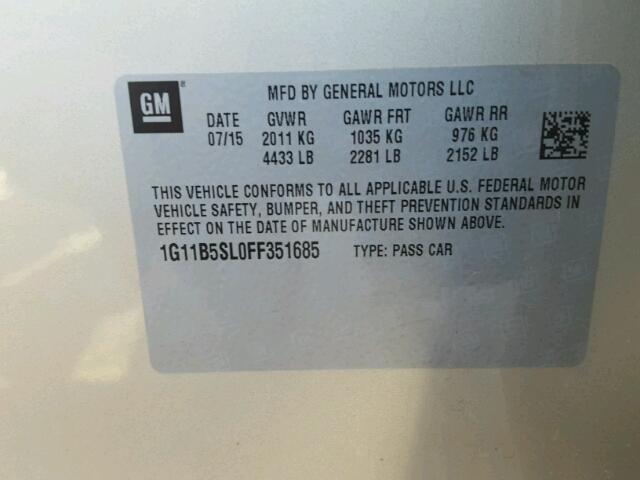 GM ® MFD BY GENERAL MOTORS LLC
DATE GVWR GAWR FRT GAWR RR
07/15 2011 KG 1035 KG 976 KG
4433 LB 2281 LB 2152 LB
THIS VEHICLE CONFORMS TO ALL APPLICABLE U.S. FEDERAL MOTOR
VEHICLE SAFETY, BUMPER, AND THEFT PREVENTION STANDARDS IN
EFFECT ON THE DATE OF MANUFACTURE SHOWN ABOVE.
1G11B5SL0FF351685 TYPE: PASS CAR